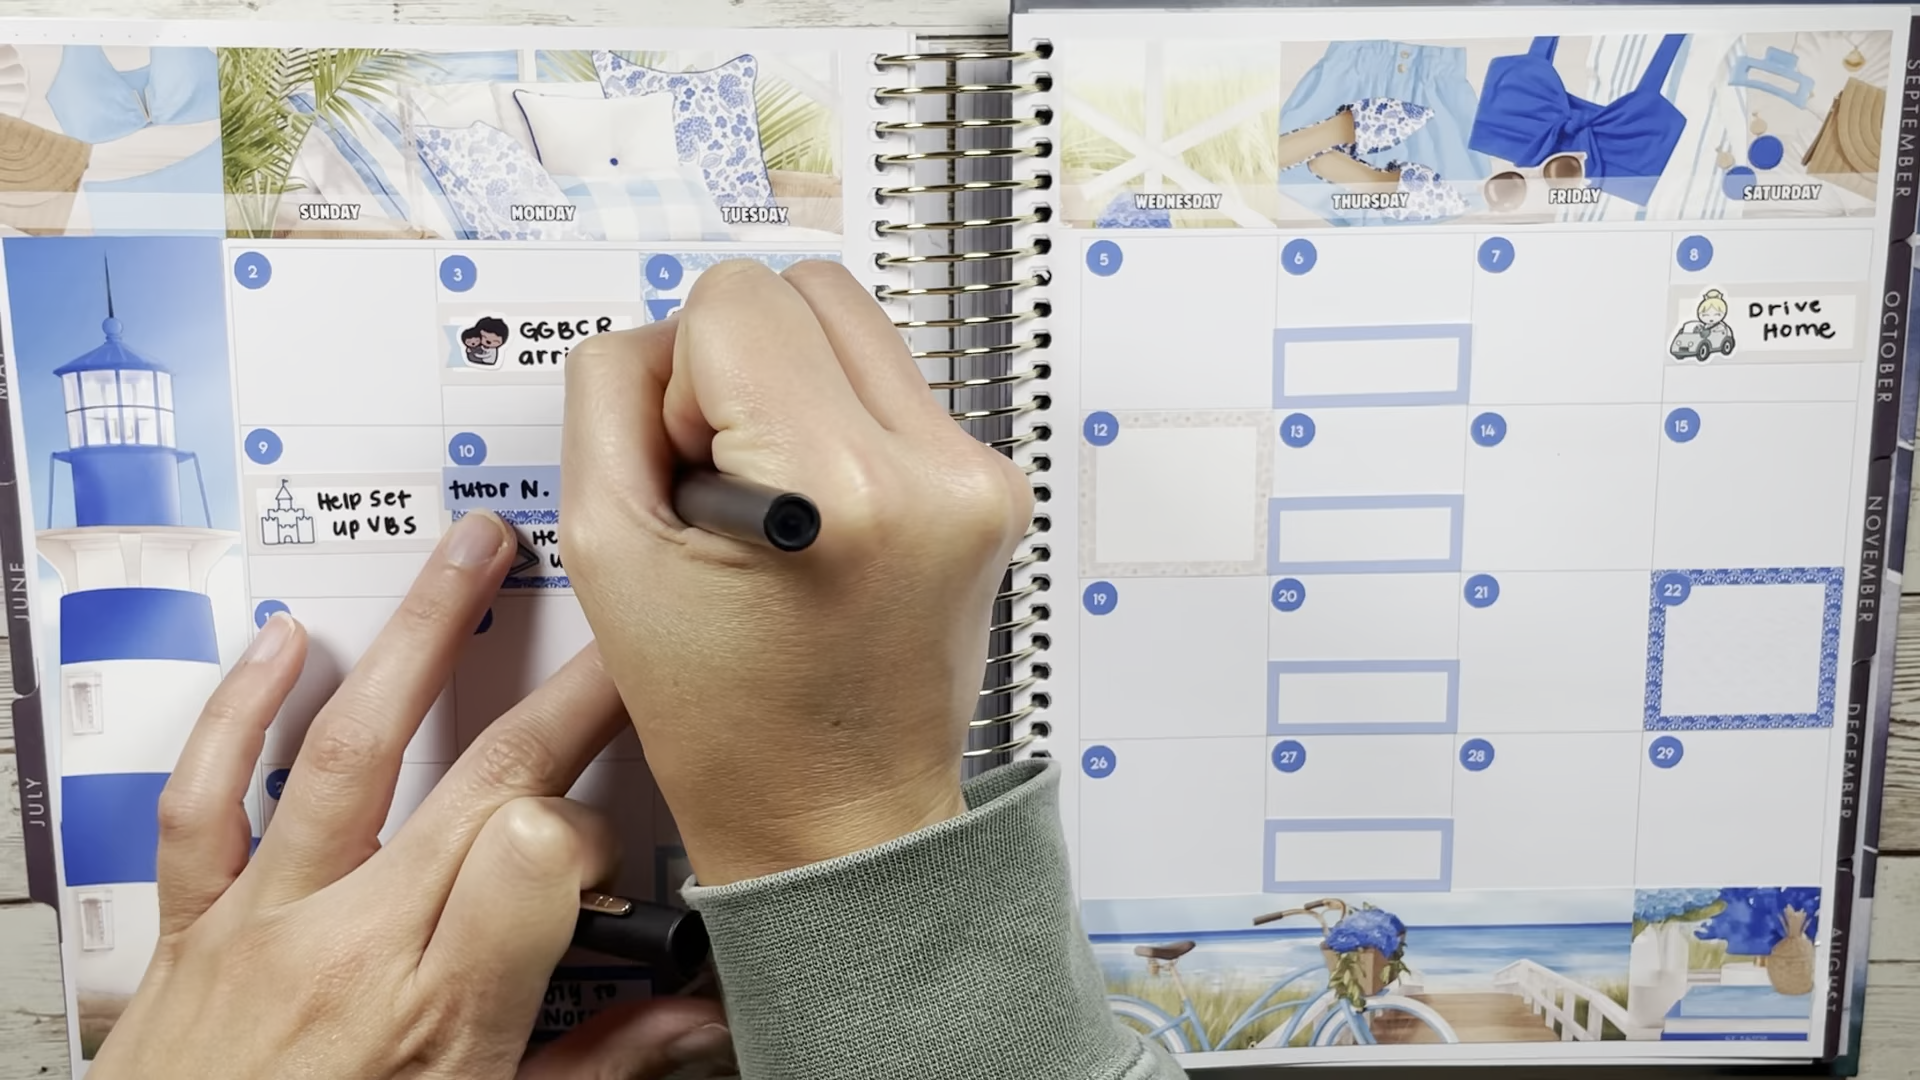 SUNDAY
MONDAY
TUESDAY
WEDNESDAY
THURSDAY
FRIDAY
SATURDAY
2
3
4
5
6
7
8
GGBCR
Drive
Home
9
10
12
13
14
15
Help Set
up VBS
tutor N.
19
20
21
22
26
27
28
29
to
JUNE
JULY
SEPTEMBER
OCTOBER
NOVEMBER
DECEMBER
AUGUST